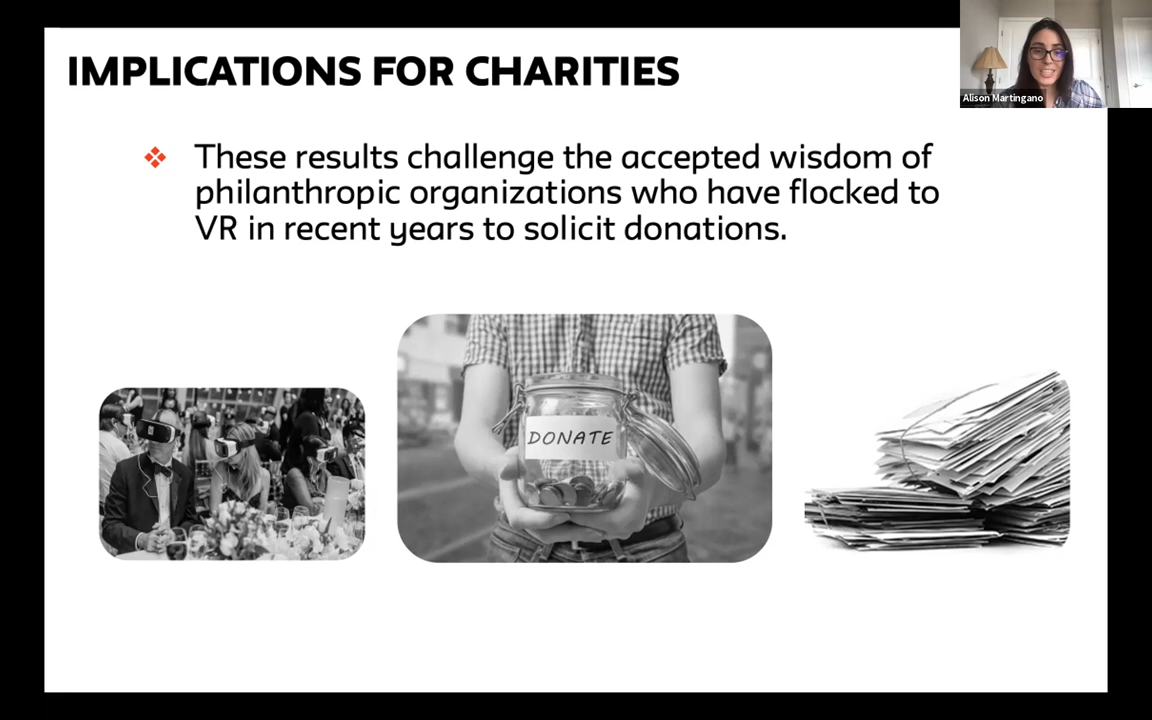 IMPLICATIONS FOR CHARITIES
Alison Martingano
These results challenge the accepted wisdom of
philanthropic organizations who have flocked to
VR in recent years to solicit donations.
DONATE